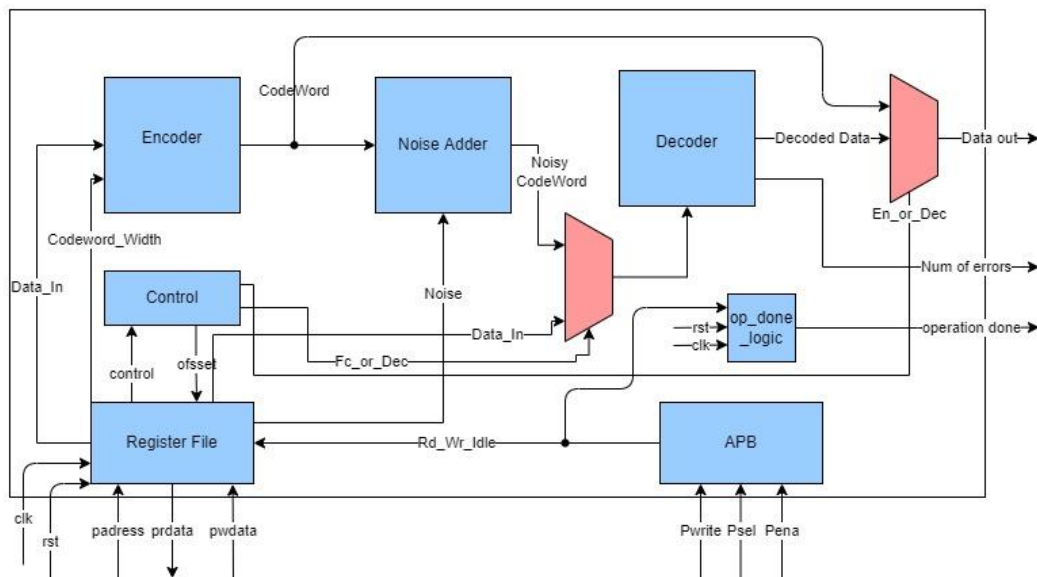 CodeWord
Encoder
Noise Adder
Decoder
Decoded Data
Data out
Noisy
CodeWord
En_or_Dec
Codeword_Width
Data_In
Control
Noise
Data_In
Num of errors
op_done
_logic
rst
clk
operation done
Fc_or_Dec
control
ofsset
Register File
Rd_Wr_Idle
APB
clk
rst
padress
prdata
pwdata
Pwrite
Psel
Pena